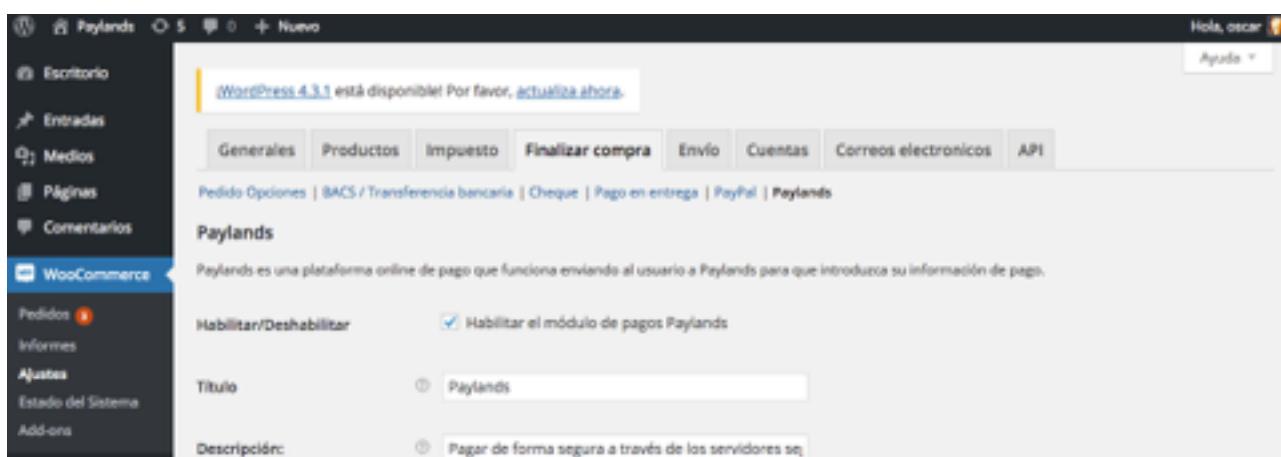 Paylands 5 0 + Nuevo Hola, oscar
Ayuda
Escritorio
Entradas
Medios
Páginas
Comentarios
WooCommerce
Pedidos
Informes
Ajustes
Estado del Sistema
Add-ons
¡WordPress 4.3.1 está disponible! Por favor, actualiza ahora.
Generales Productos Impuesto Finalizar compra Envío Cuentas Correos electronicos API
Pedido Opciones | BACS / Transferencia bancaria | Cheque | Pago en entrega | PayPal | Paylands
Paylands
Paylands es una plataforma online de pago que funciona enviando al usuario a Paylands para que introduzca su información de pago.
Habilitar/Deshabilitar Habilitar el módulo de pagos Paylands
Título Paylands
Descripción: Pagar de forma segura a través de los servidores